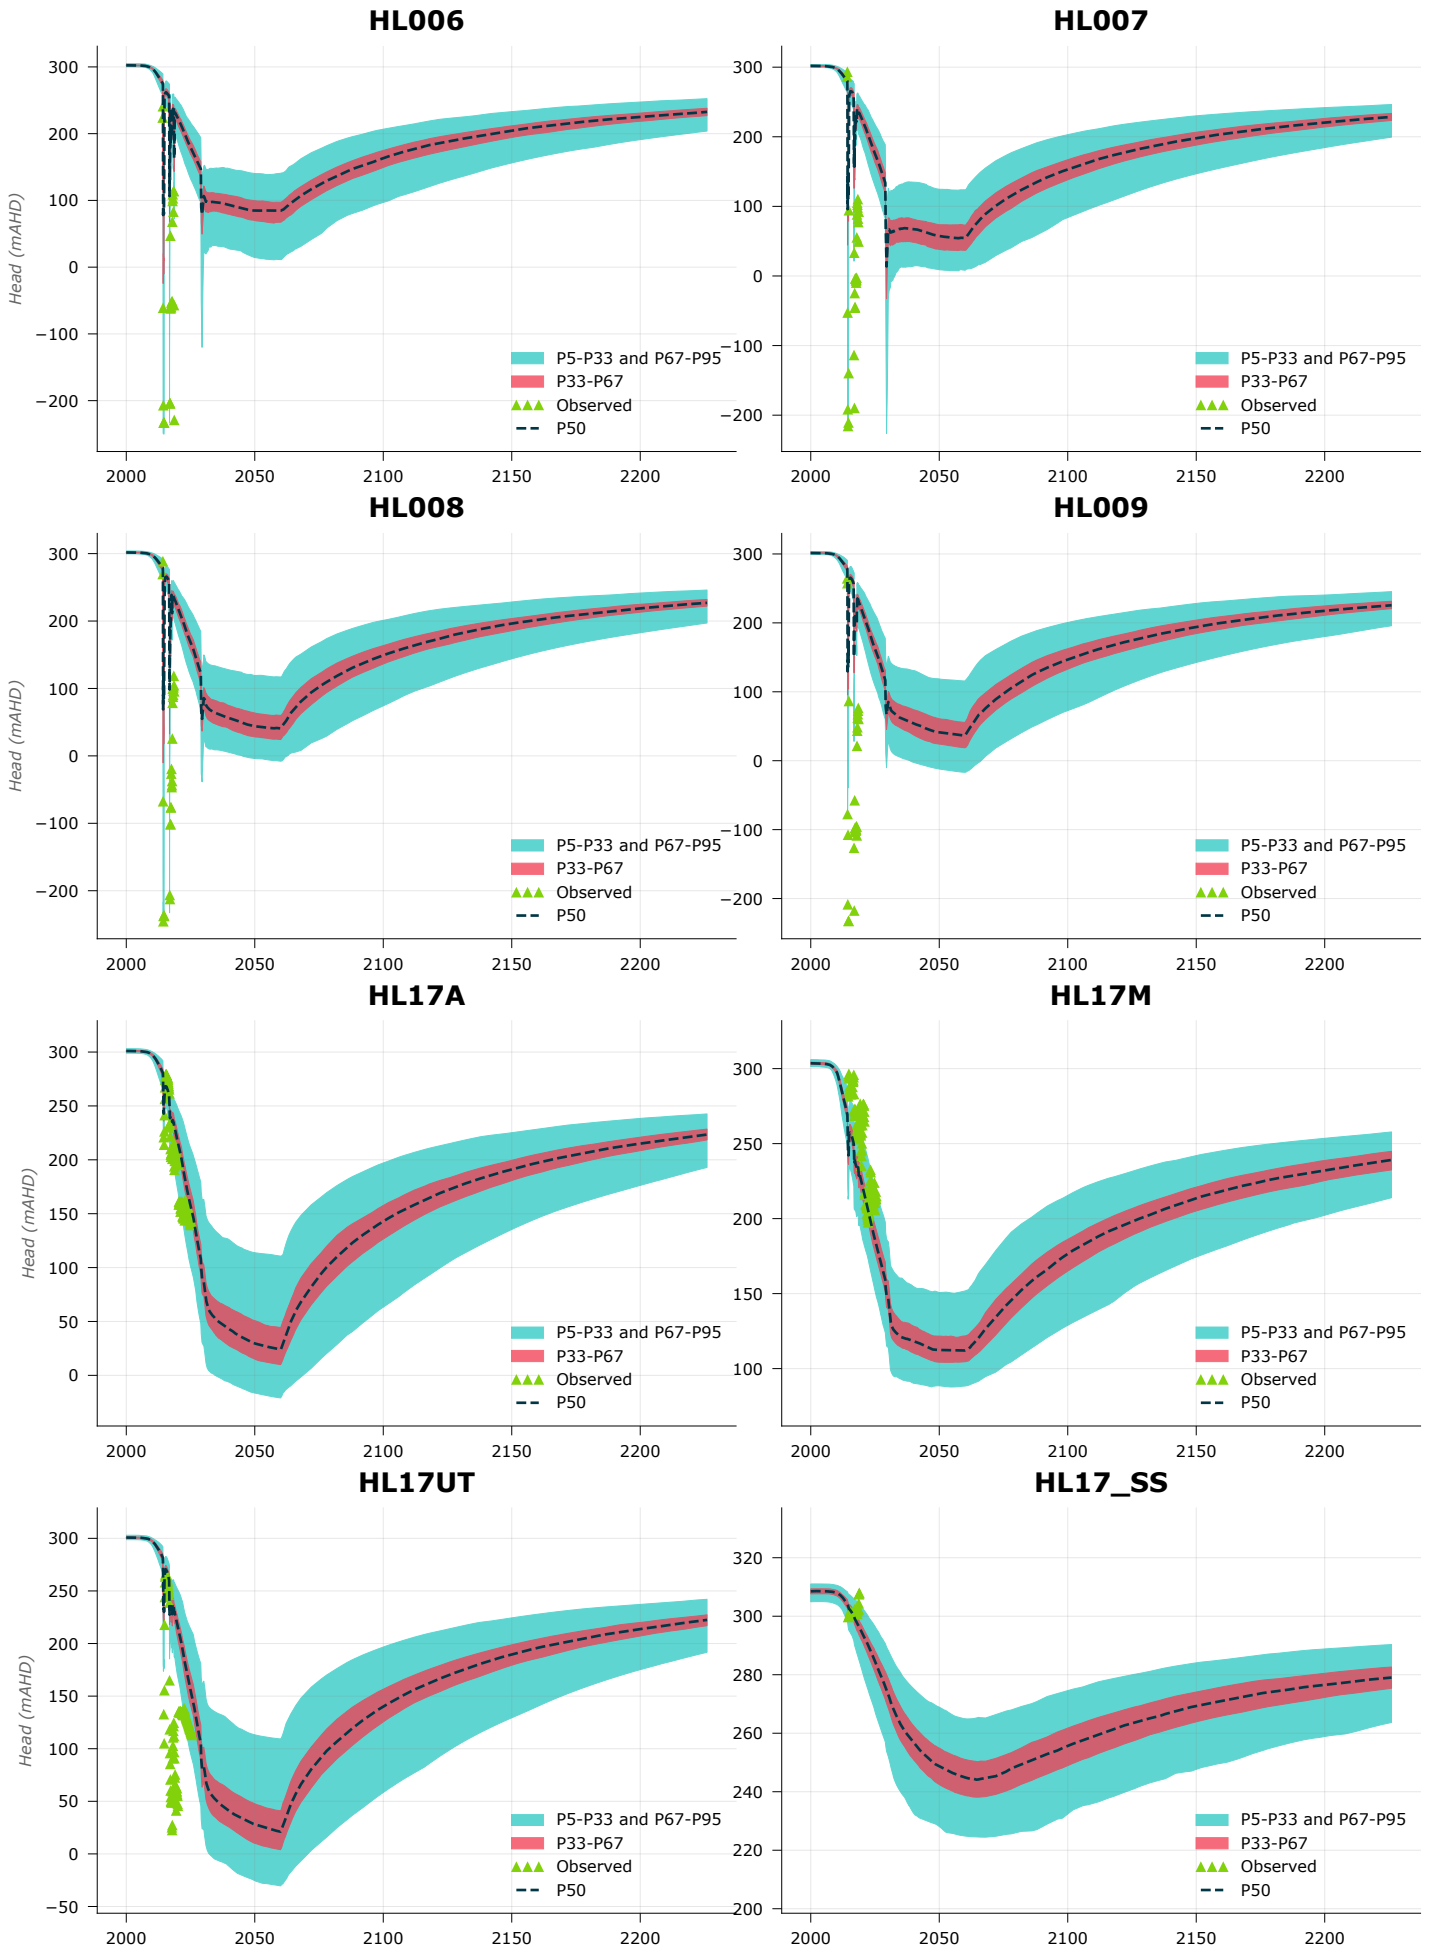 HL006
HL007
300
200
100
0
−100
−200
Head (mAHD)
2000
2050
2100
2150
2200
P5-P33 and P67-P95
P33-P67
Observed
P50
300
200
100
0
−100
−200
2000
2050
2100
2150
2200
P5-P33 and P67-P95
P33-P67
Observed
P50
HL008
HL009
300
200
100
0
−100
−200
Head (mAHD)
2000
2050
2100
2150
2200
P5-P33 and P67-P95
P33-P67
Observed
P50
300
200
100
0
−100
−200
2000
2050
2100
2150
2200
P5-P33 and P67-P95
P33-P67
Observed
P50
HL17A
HL17M
300
250
200
150
100
50
0
Head (mAHD)
2000
2050
2100
2150
2200
P5-P33 and P67-P95
P33-P67
Observed
P50
300
250
200
150
100
2000
2050
2100
2150
2200
P5-P33 and P67-P95
P33-P67
Observed
P50
HL17UT
HL17_SS
300
250
200
150
100
50
0
−50
Head (mAHD)
2000
2050
2100
2150
2200
P5-P33 and P67-P95
P33-P67
Observed
P50
320
300
280
260
240
220
200
2000
2050
2100
2150
2200
P5-P33 and P67-P95
P33-P67
Observed
P50